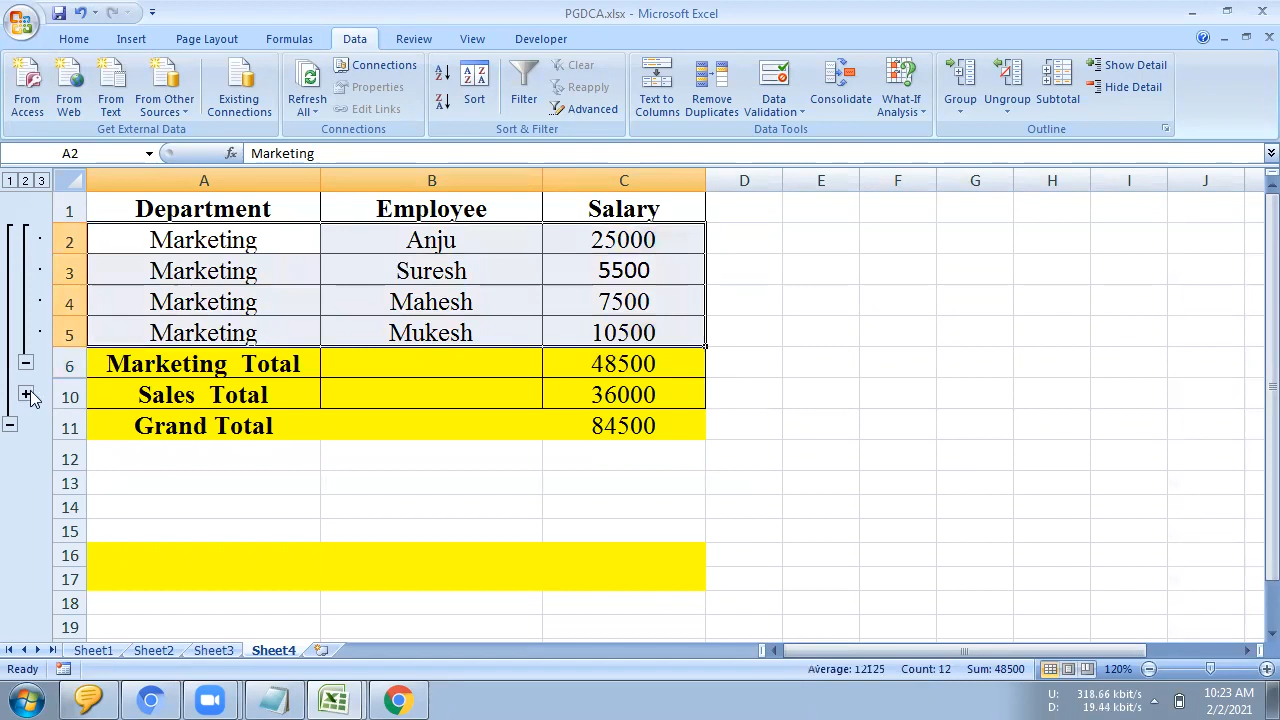 PGDCA.xlsx - Microsoft Excel
Home Insert Page Layout Formulas Data Review View Developer
From Access
From Web
From Text
From Other Sources
Existing Connections
Get External Data
Refresh All
Connections
Properties
Edit Links
Connections
Sort
Filter
Clear
Reapply
Advanced
Sort & Filter
Text to Columns
Remove Duplicates
Data Validation
Consolidate
What-If Analysis
Data Tools
Group
Ungroup
Subtotal
Show Detail
Hide Detail
Outline
A2 fx Marketing
1 2 3 A B C D E F G H I J
1 Department Employee Salary
2 Marketing Anju 25000
3 Marketing Suresh 5500
4 Marketing Mahesh 7500
5 Marketing Mukesh 10500
6 Marketing Total 48500
10 Sales Total 36000
11 Grand Total 84500
12
13
14
15
16
17
18
19
Sheet1 Sheet2 Sheet3 Sheet4
Ready Average: 12125 Count: 12 Sum: 48500 120%
U: 318.66 kbit/s
D: 19.44 kbit/s
10:23 AM
2/2/2021